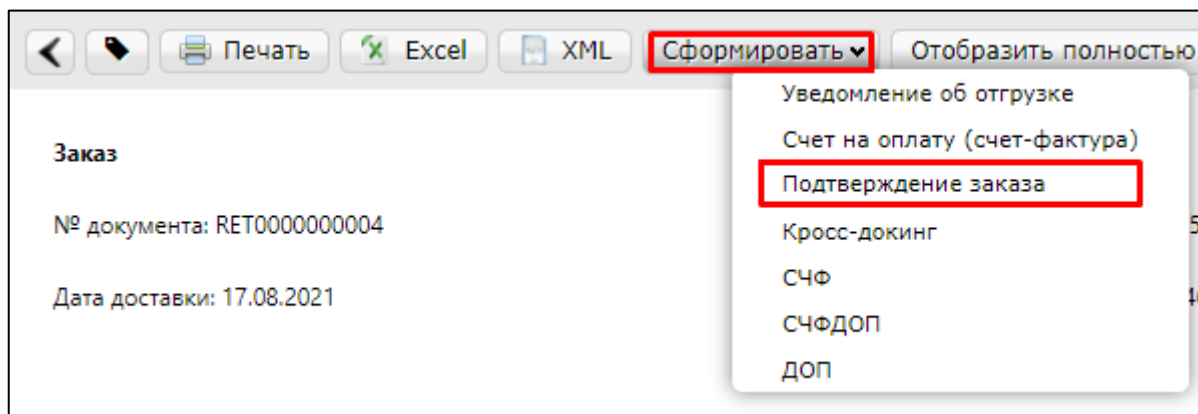 Печать Excel XML Сформировать Отобразить полностью
Уведомление об отгрузке
Счет на оплату (счет-фактура)
Заказ
Подтверждение заказа
№ документа: RET0000000004
Кросс-докинг
СЧФ
Дата доставки: 17.08.2021
СЧФДОП
ДОП